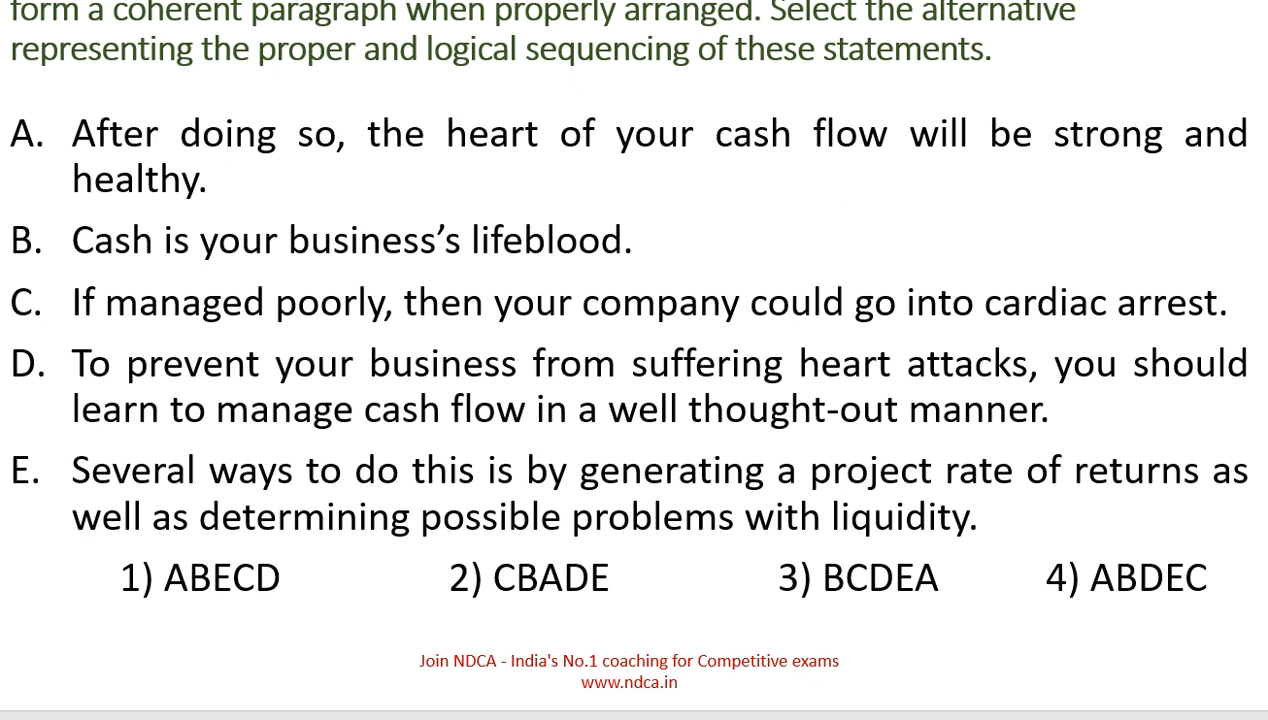 form a coherent paragraph when properly arranged. Select the alternative
representing the proper and logical sequencing of these statements.
A. After doing so, the heart of your cash flow will be strong and
healthy.
B. Cash is your business’s lifeblood.
C. If managed poorly, then your company could go into cardiac arrest.
D. To prevent your business from suffering heart attacks, you should
learn to manage cash flow in a well thought-out manner.
E. Several ways to do this is by generating a project rate of returns as
well as determining possible problems with liquidity.
1) ABECD 2) CBADE 3) BCDEA 4) ABDEC
Join NDCA - India's No.1 coaching for Competitive exams
www.ndca.in